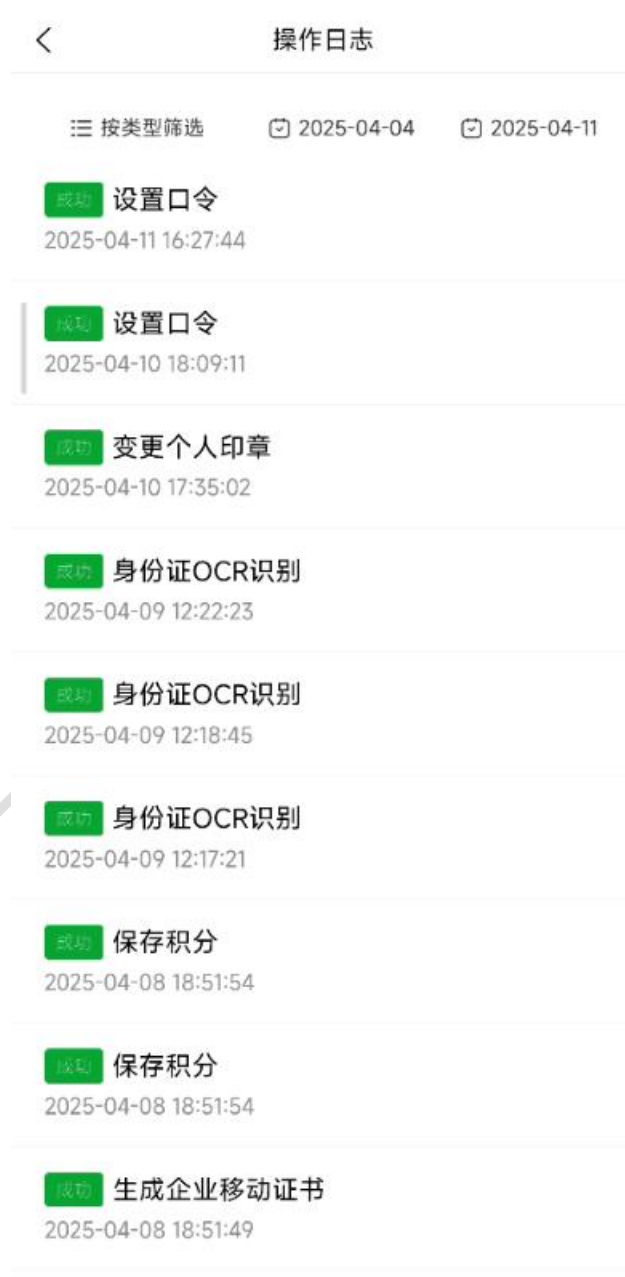 操作日志
按类型筛选 2025-04-04 2025-04-11
成功 设置口令
2025-04-11 16:27:44
成功 设置口令
2025-04-10 18:09:11
成功 变更个人印章
2025-04-10 17:35:02
成功 身份证OCR识别
2025-04-09 12:22:23
成功 身份证OCR识别
2025-04-09 12:18:45
成功 身份证OCR识别
2025-04-09 12:17:21
成功 保存积分
2025-04-08 18:51:54
成功 保存积分
2025-04-08 18:51:54
成功 生成企业移动证书
2025-04-08 18:51:49